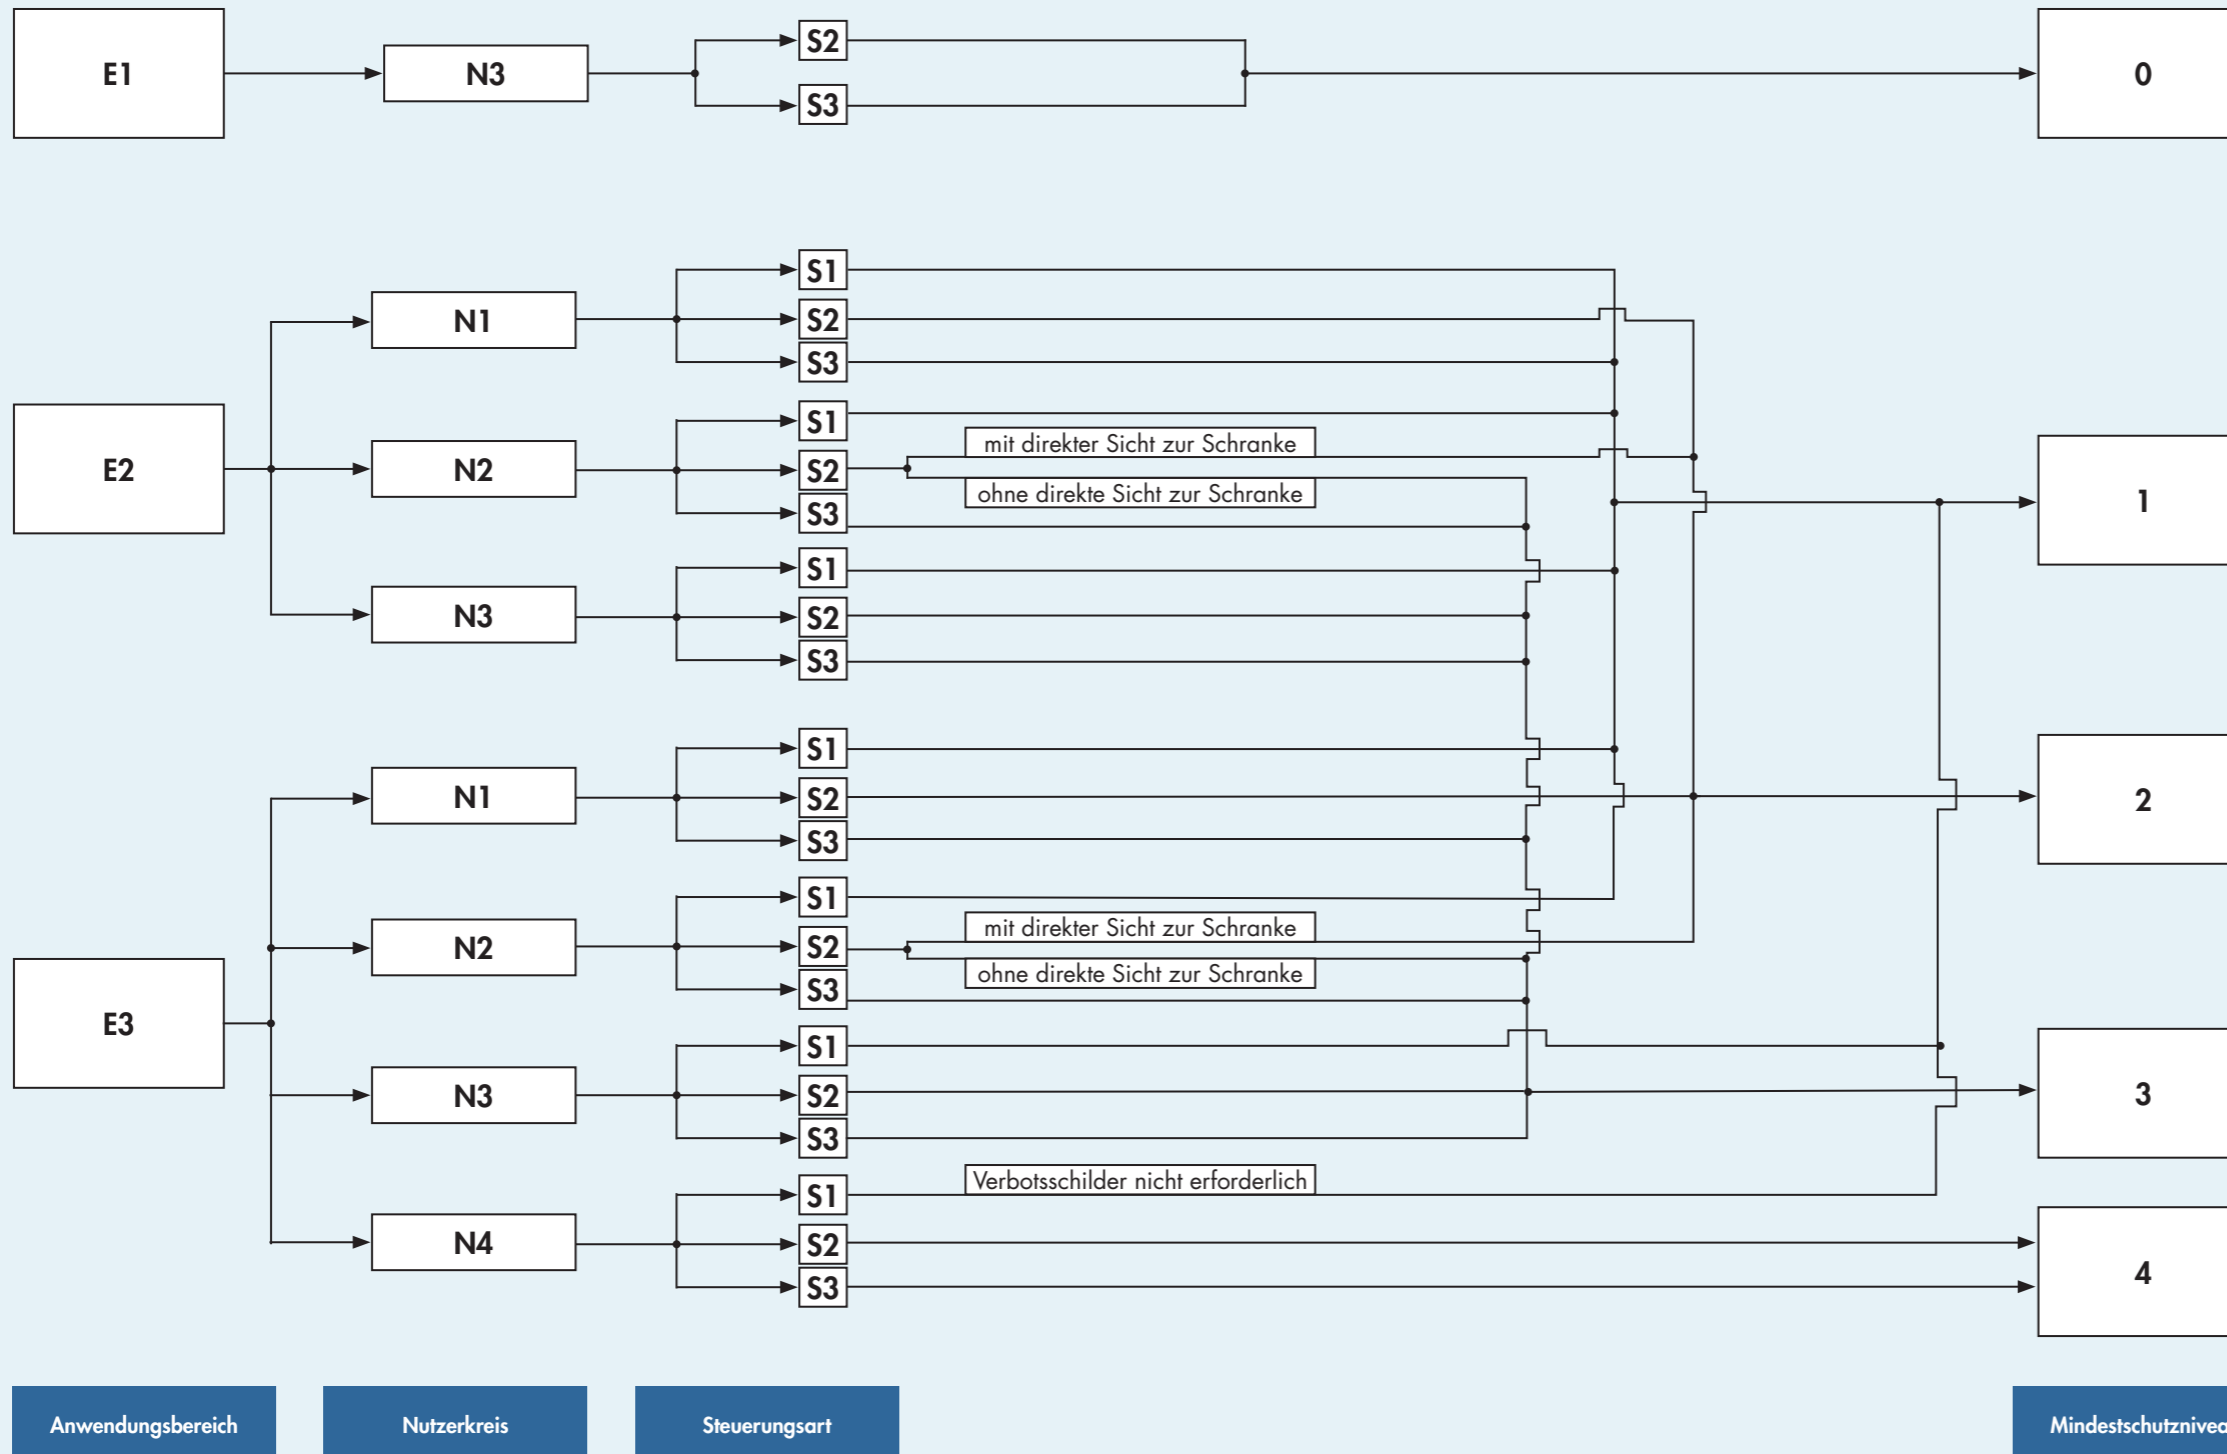 E1
N3
S2
S3
0
E2
N1
S1
S2
S3
N2
S1
S2
mit direkter Sicht zur Schranke
ohne direkte Sicht zur Schranke
S3
N3
S1
S2
S3
1
E3
N1
S1
S2
S3
2
N2
S1
S2
mit direkter Sicht zur Schranke
ohne direkte Sicht zur Schranke
S3
N3
S1
S2
S3
3
N4
S1
Verbotsschilder nicht erforderlich
S2
S3
4
Anwendungsbereich
Nutzerkreis
Steuerungsart
Mindestschutznivea